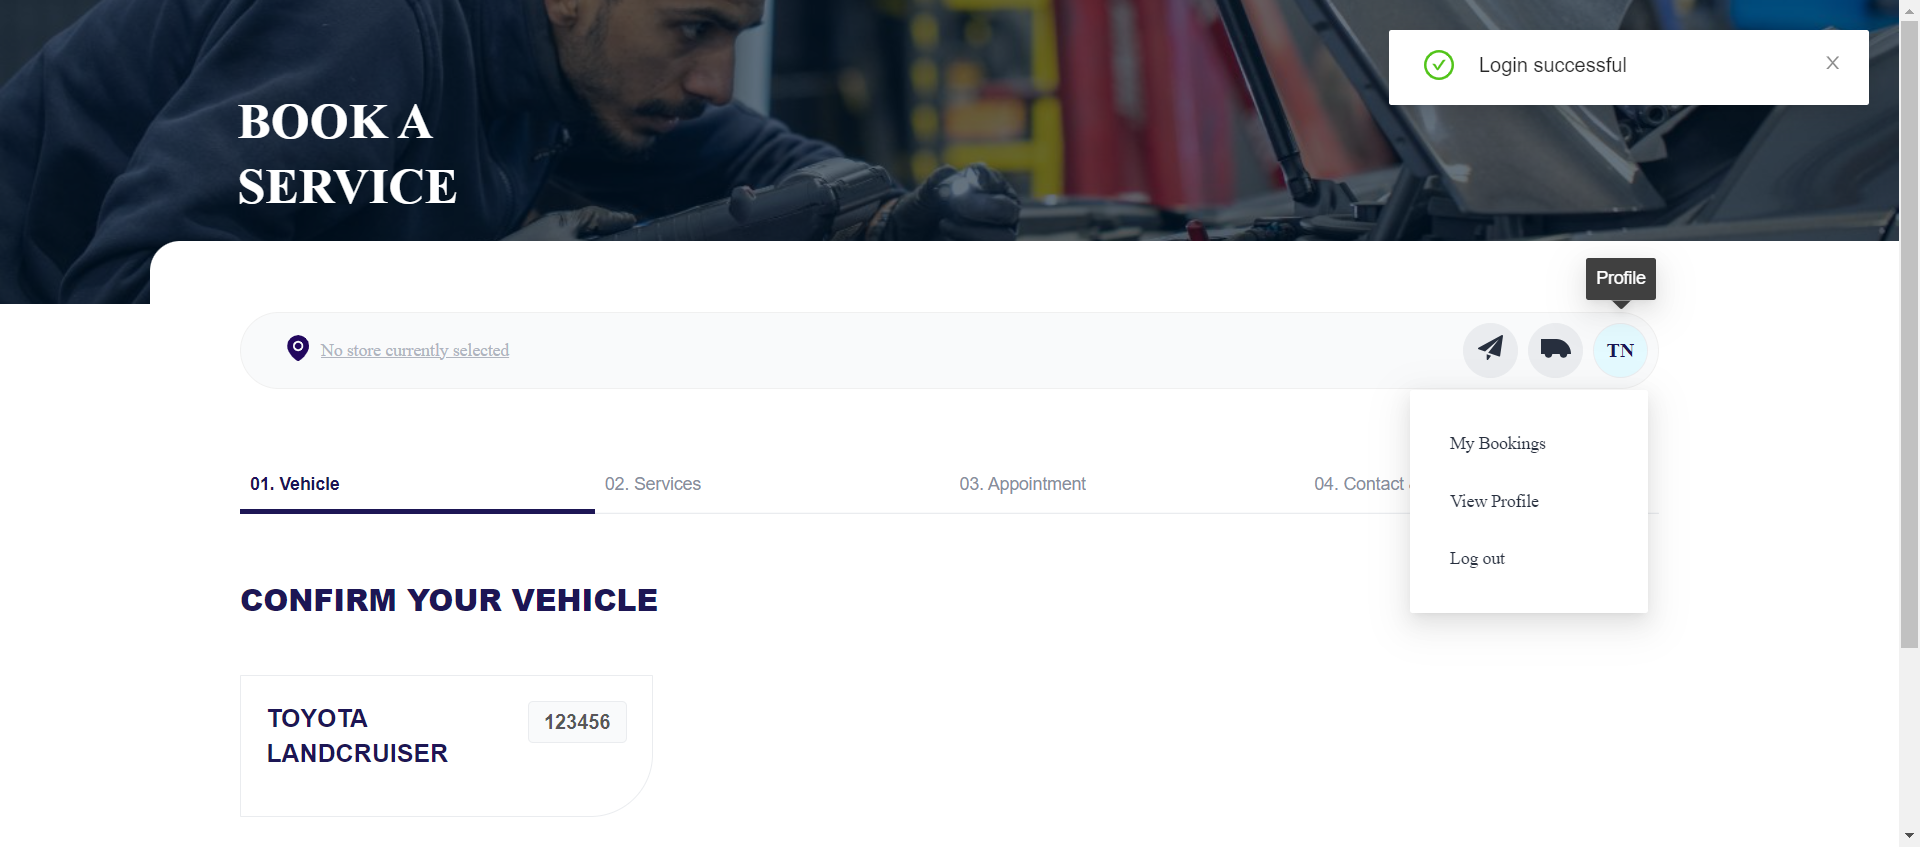 BOOK A
SERVICE
Login successful
X
Profile
No store currently selected
TN
My Bookings
View Profile
Log out
01. Vehicle
02. Services
03. Appointment
04. Contact
CONFIRM YOUR VEHICLE
TOYOTA
LANDCRUISER
123456